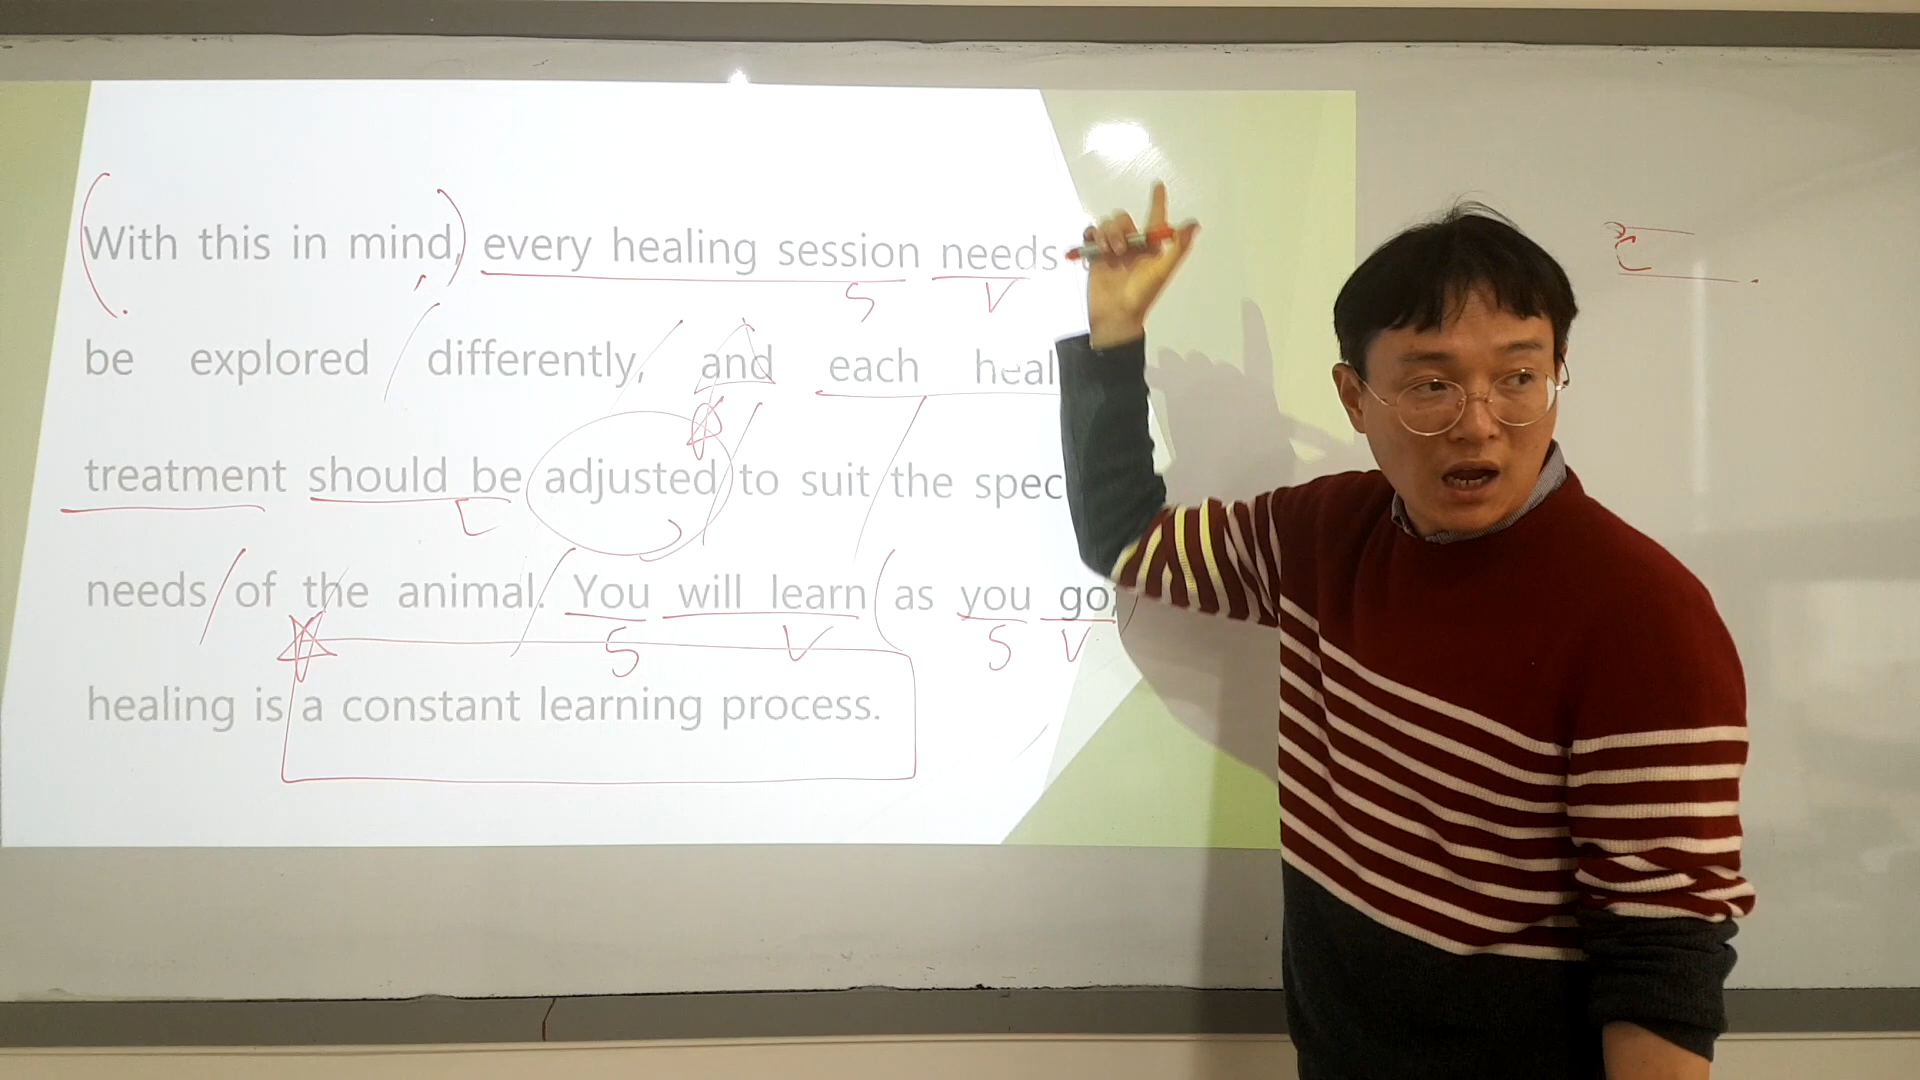 With this in mind, every healing session needs
be explored differently, and each heal
treatment should be adjusted to suit the spec
needs of the animal. You will learn as you go;
healing is a constant learning process.
S V
S V
S V